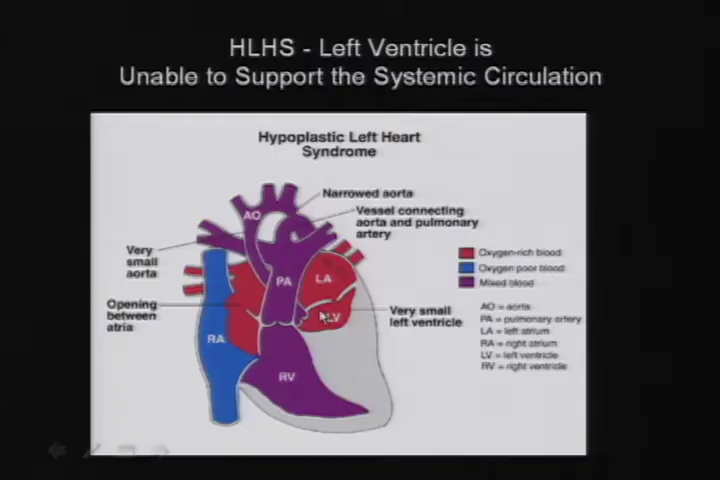 HLHS - Left Ventricle is
Unable to Support the Systemic Circulation
Hypoplastic Left Heart
Syndrome
Narrowed aorta
AO
Vessel connecting
aorta and pulmonary
artery
Very
small
aorta
Oxygen-rich blood
Oxygen poor blood
Mixed blood
PA
LA
Opening
between
atria
Very small
left ventricle
LV
AO = aorta
PA = pulmonary artery
LA = left atrium
RA = right atrium
LV = left ventricle
RV = right ventricle
RA
RV